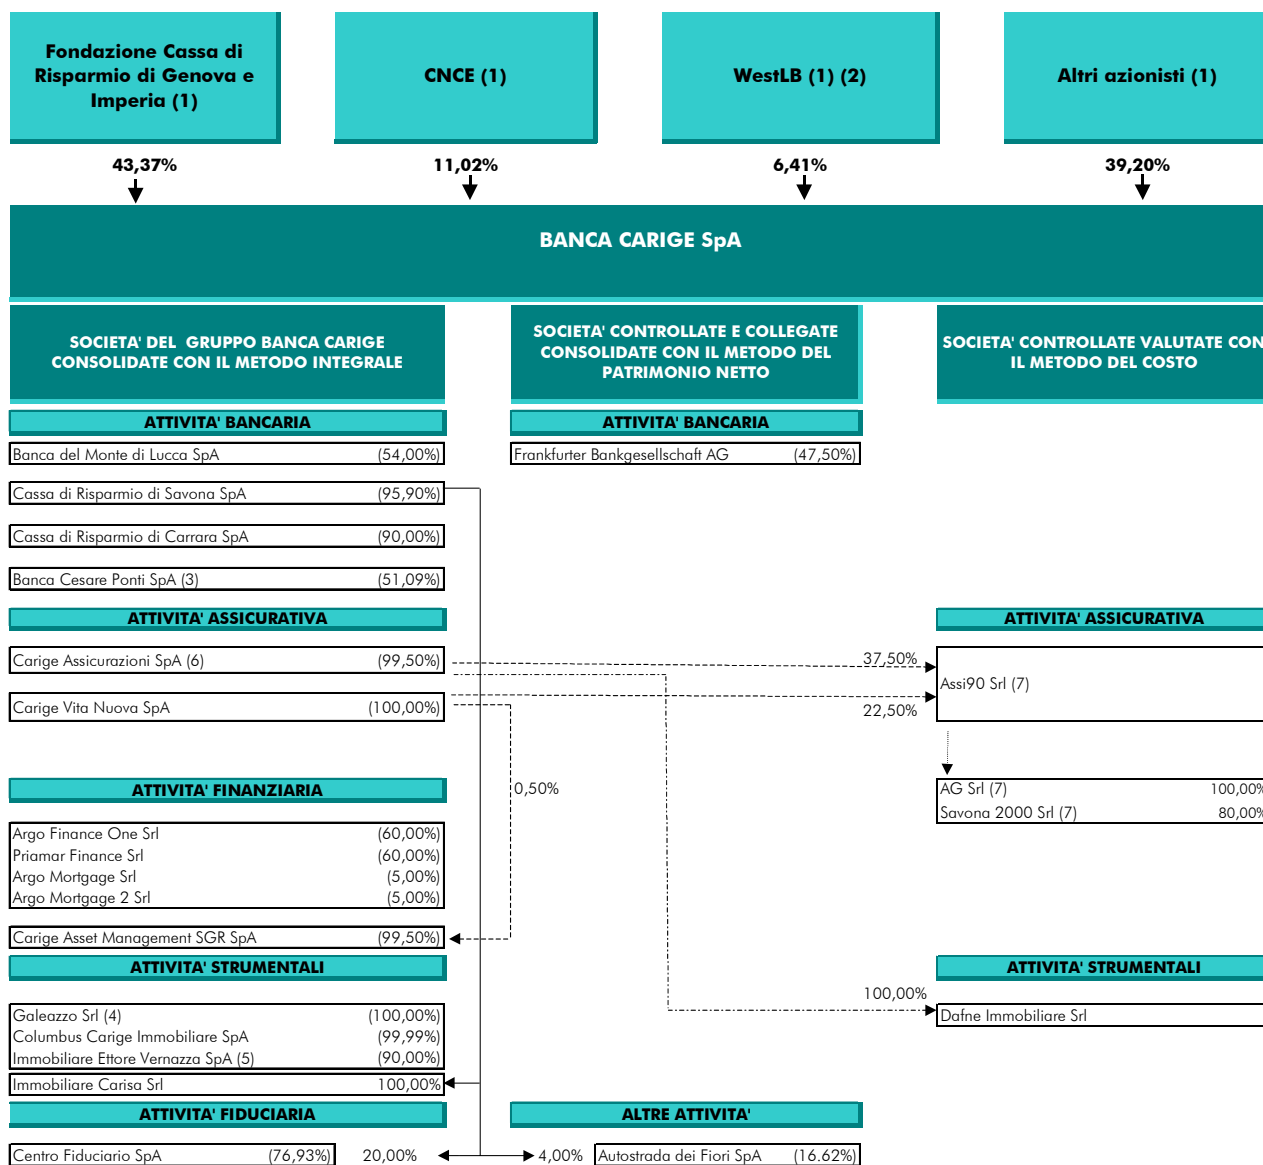 Fondazione Cassa di
Risparmio di Genova e
Imperia (1)
CNCE (1)
WestLB (1) (2)
Altri azionisti (1)
43,37%
11,02%
6,41%
39,20%
BANCA CARIGE SpA
SOCIETA' DEL GRUPPO BANCA CARIGE
CONSOLIDATE CON IL METODO INTEGRALE
SOCIETA' CONTROLLATE E COLLEGATE
CONSOLIDATE CON IL METODO DEL
PATRIMONIO NETTO
SOCIETA' CONTROLLATE VALUTATE CON
IL METODO DEL COSTO
ATTIVITA' BANCARIA
ATTIVITA' BANCARIA
Banca del Monte di Lucca SpA (54,00%)
Frankfurter Bankgesellschaft AG (47,50%)
Cassa di Risparmio di Savona SpA (95,90%)
Cassa di Risparmio di Carrara SpA (90,00%)
Banca Cesare Ponti SpA (3) (51,09%)
ATTIVITA' ASSICURATIVA
ATTIVITA' ASSICURATIVA
Carige Assicurazioni SpA (6) (99,50%)
37,50%
Assi90 Srl (7)
Carige Vita Nuova SpA (100,00%)
22,50%
ATTIVITA' FINANZIARIA
0,50%
AG Srl (7) 100,00%
Savona 2000 Srl (7) 80,00%
Argo Finance One Srl (60,00%)
Priamar Finance Srl (60,00%)
Argo Mortgage Srl (5,00%)
Argo Mortgage 2 Srl (5,00%)
Carige Asset Management SGR SpA (99,50%)
ATTIVITA' STRUMENTALI
ATTIVITA' STRUMENTALI
100,00%
Galeazzo Srl (4) (100,00%)
Dafne Immobiliare Srl
Columbus Carige Immobiliare SpA (99,99%)
Immobiliare Ettore Vernazza SpA (5) (90,00%)
Immobiliare Carisa Srl 100,00%
ATTIVITA' FIDUCIARIA
ALTRE ATTIVITA'
Centro Fiduciario SpA (76,93%) 20,00% 4,00% Autostrada dei Fiori SpA (16.62%)